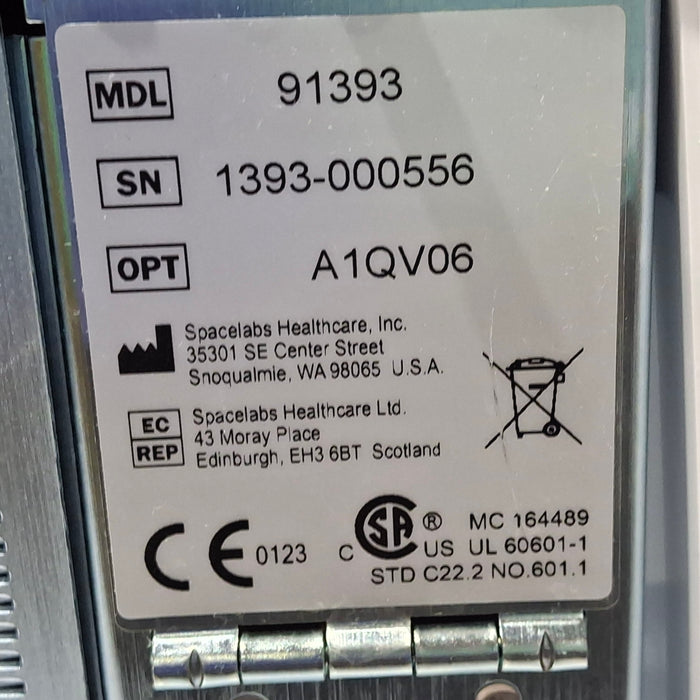 MDL 91393
SN 1393-000556
OPT A1QV06
Spacelabs Healthcare, Inc.
35301 SE Center Street
Snoqualmie, WA 98065 U.S.A.
EC REP
Spacelabs Healthcare Ltd.
43 Moray Place
Edinburgh, EH3 6BT Scotland
CE 0123
C SA ® US
MC 164489
UL 60601-1
STD C22.2 NO.601.1